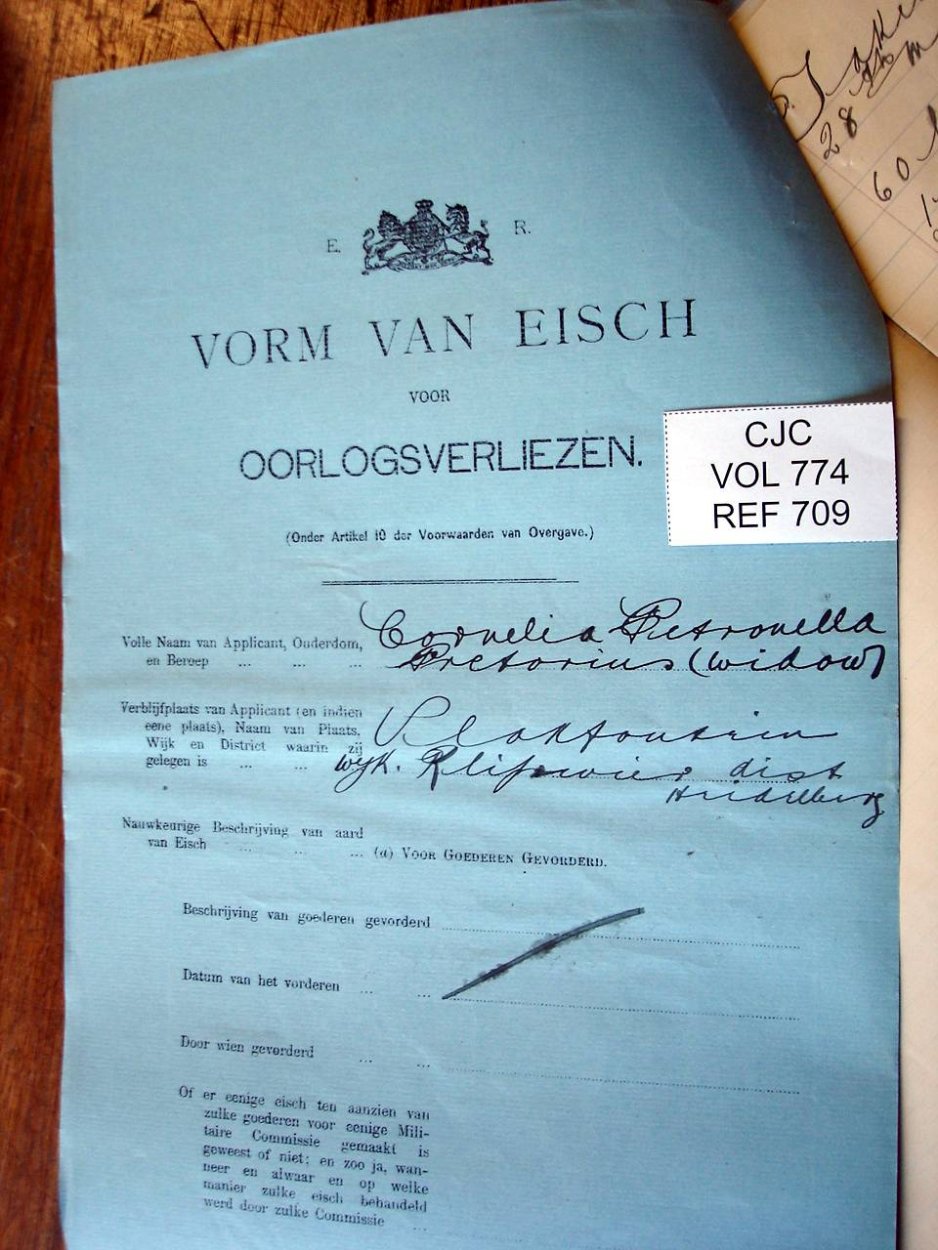 E. R.
VORM VAN EISCH
VOOR
OORLOGSVERLIEZEN.
CJC
VOL 774
REF 709
(Onder Artikel 10 der Voorwaarden van Overgave.)
Volle Naam van Applicant, Ouderdom, Cornelia Petronella
en Beroep ... ... ... Pretorius (widow)
Verblijfplaats van Applicant (en indien
eene plaats), Naam van Plaats, Vlakfontein
Wijk en District waarin zij
gelegen is ... ... wyk. Kliprivier dist
Heidelberg
Nauwkeurige Beschrijving van aard
van Eisch ... ... ... (a) VOOR GOEDEREN GEVORDERD.
Beschrijving van goederen gevorderd
Datum van het vorderen ... ...
Door wien gevorderd ... ...
Of er eenige eisch ten aanzien van
zulke goederen voor eenige Mili-
taire Commissie gemaakt is
geweest of niet; en zoo ja, wan-
neer en alwaar en op welke
manier zulke eisch behandeld
werd door zulke Commissie ...
28
60